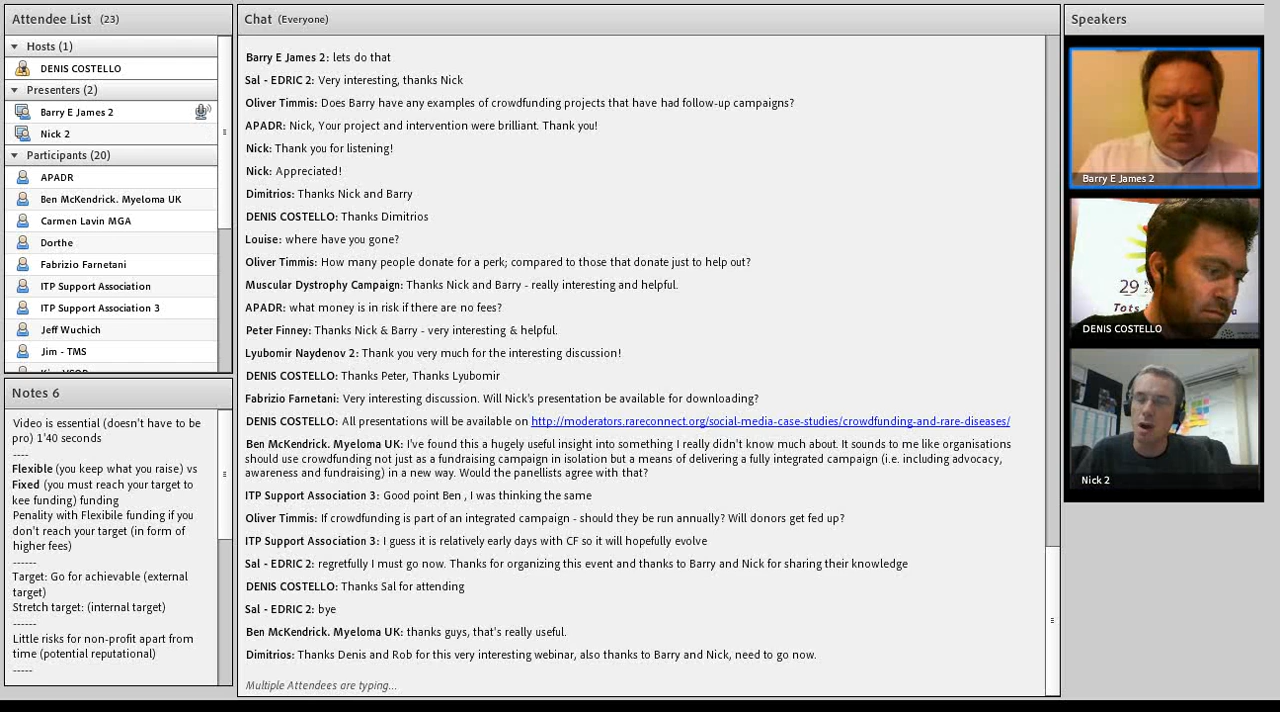 Attendee List (23)
Hosts (1)
DENIS COSTELLO
Presenters (2)
Barry E James 2
Nick 2
Participants (20)
APADR
Ben McKendrick. Myeloma UK
Carmen Lavin MGA
Dorthe
Fabrizio Farnetani
ITP Support Association
ITP Support Association 3
Jeff Wuchich
Jim - TMS
Notes 6
Video is essential (doesn't have to be
pro) 1'40 seconds
----
Flexible (you keep what you raise) vs
Fixed (you must reach your target to
kee funding) funding
Penality with Flexibile funding if you
don't reach your target (in form of
higher fees)
------
Target: Go for achievable (external
target)
Stretch target: (internal target)
------
Little risks for non-profit apart from
time (potential reputational)
-----
Chat (Everyone)
Barry E James 2: lets do that
Sal - EDRIC 2: Very interesting, thanks Nick
Oliver Timmis: Does Barry have any examples of crowdfunding projects that have had follow-up campaigns?
APADR: Nick, Your project and intervention were brilliant. Thank you!
Nick: Thank you for listening!
Nick: Appreciated!
Dimitrios: Thanks Nick and Barry
DENIS COSTELLO: Thanks Dimitrios
Louise: where have you gone?
Oliver Timmis: How many people donate for a perk; compared to those that donate just to help out?
Muscular Dystrophy Campaign: Thanks Nick and Barry - really interesting and helpful.
APADR: what money is in risk if there are no fees?
Peter Finney: Thanks Nick & Barry - very interesting & helpful.
Lyubomir Naydenov 2: Thank you very much for the interesting discussion!
DENIS COSTELLO: Thanks Peter, Thanks Lyubomir
Fabrizio Farnetani: Very interesting discussion. Will Nick's presentation be available for downloading?
DENIS COSTELLO: All presentations will be available on http://moderators.rareconnect.org/social-media-case-studies/crowdfunding-and-rare-diseases/
Ben McKendrick. Myeloma UK: I've found this a hugely useful insight into something I really didn't know much about. It sounds to me like organisations
should use crowdfunding not just as a fundraising campaign in isolation but a means of delivering a fully integrated campaign (i.e. including advocacy,
awareness and fundraising) in a new way. Would the panellists agree with that?
ITP Support Association 3: Good point Ben , I was thinking the same
Oliver Timmis: If crowdfunding is part of an integrated campaign - should they be run annually? Will donors get fed up?
ITP Support Association 3: I guess it is relatively early days with CF so it will hopefully evolve
Sal - EDRIC 2: regretfully I must go now. Thanks for organizing this event and thanks to Barry and Nick for sharing their knowledge
DENIS COSTELLO: Thanks Sal for attending
Sal - EDRIC 2: bye
Ben McKendrick. Myeloma UK: thanks guys, that's really useful.
Dimitrios: Thanks Denis and Rob for this very interesting webinar, also thanks to Barry and Nick, need to go now.
Multiple Attendees are typing...
Speakers
Barry E James 2
29
Tots
DENIS COSTELLO
Nick 2